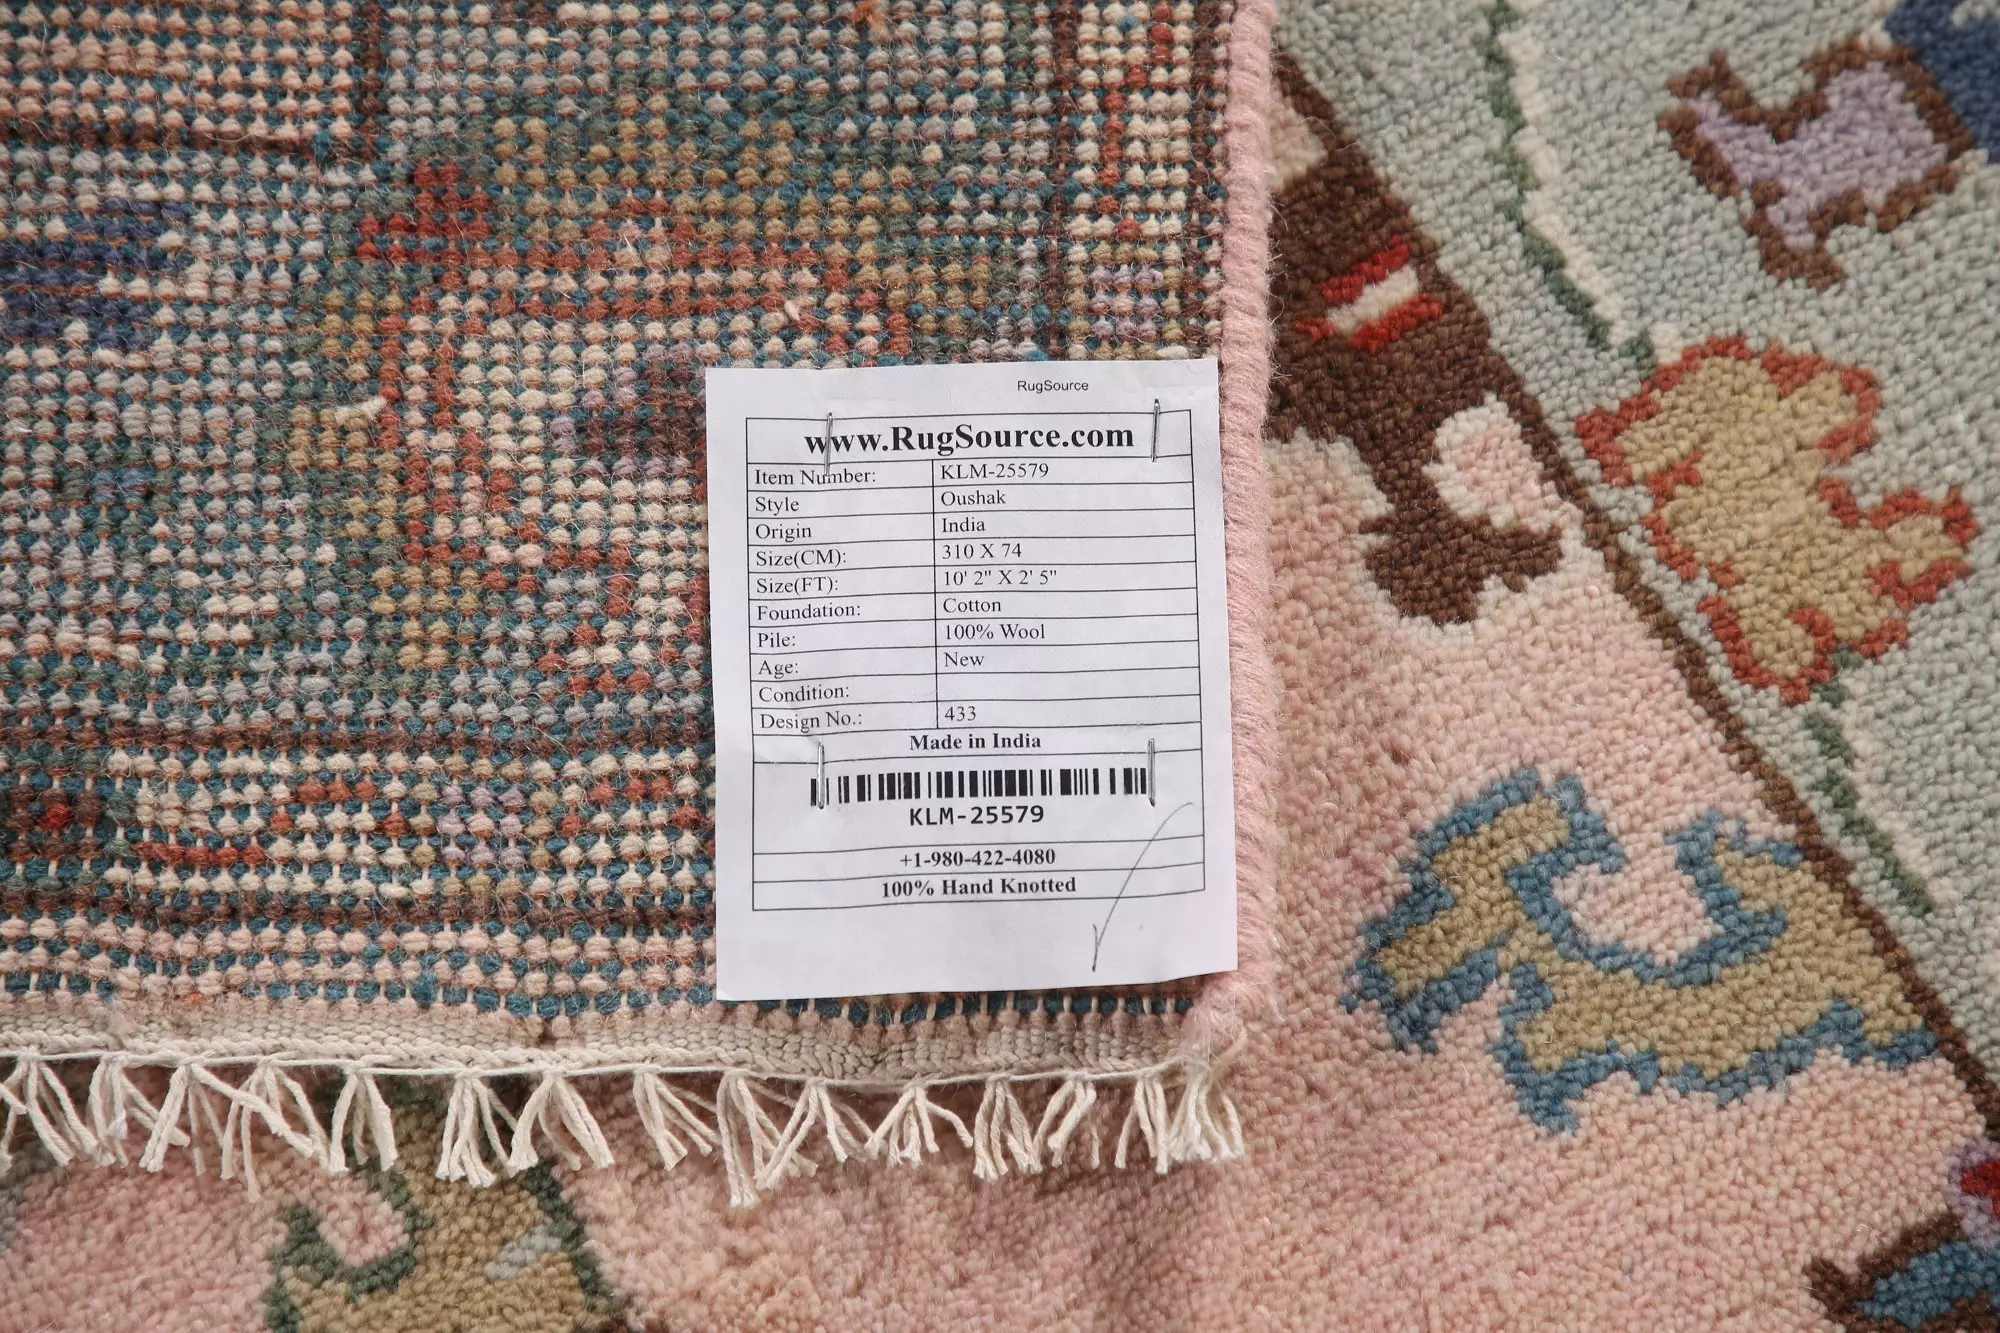 RugSource
www.RugSource.com
Item Number: KLM-25579
Style Oushak
Origin India
Size(CM): 310 X 74
Size(FT): 10' 2" X 2' 5"
Foundation: Cotton
Pile: 100% Wool
Age: New
Condition:
Design No.: 433
Made in India
KLM-25579
+1-980-422-4080
100% Hand Knotted